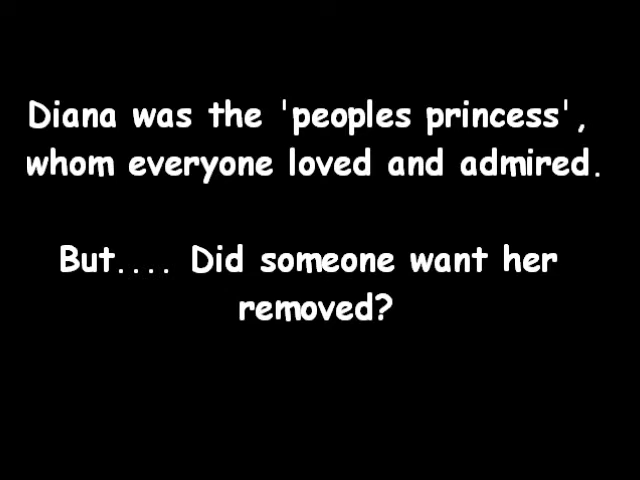 Diana was the 'peoples princess',
whom everyone loved and admired.
But.... Did someone want her
removed?